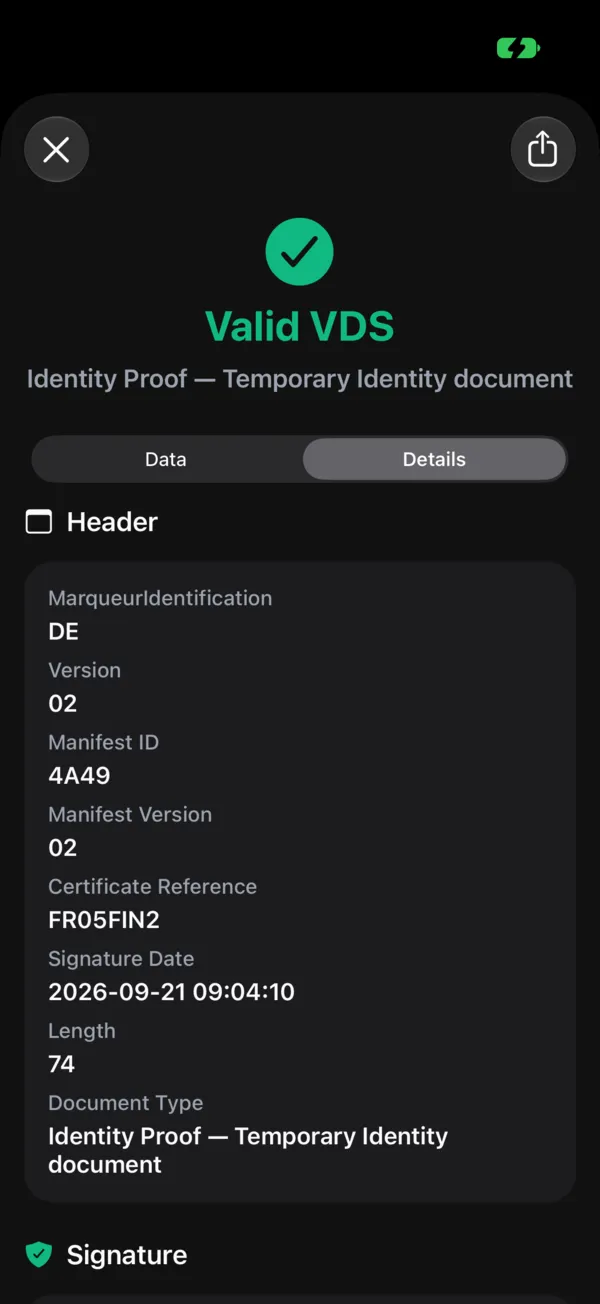 Valid VDS
Identity Proof — Temporary Identity document
Data
Details
Header
MarqueurIdentification
DE
Version
02
Manifest ID
4A49
Manifest Version
02
Certificate Reference
FR05FIN2
Signature Date
2026-09-21 09:04:10
Length
74
Document Type
Identity Proof — Temporary Identity
document
Signature